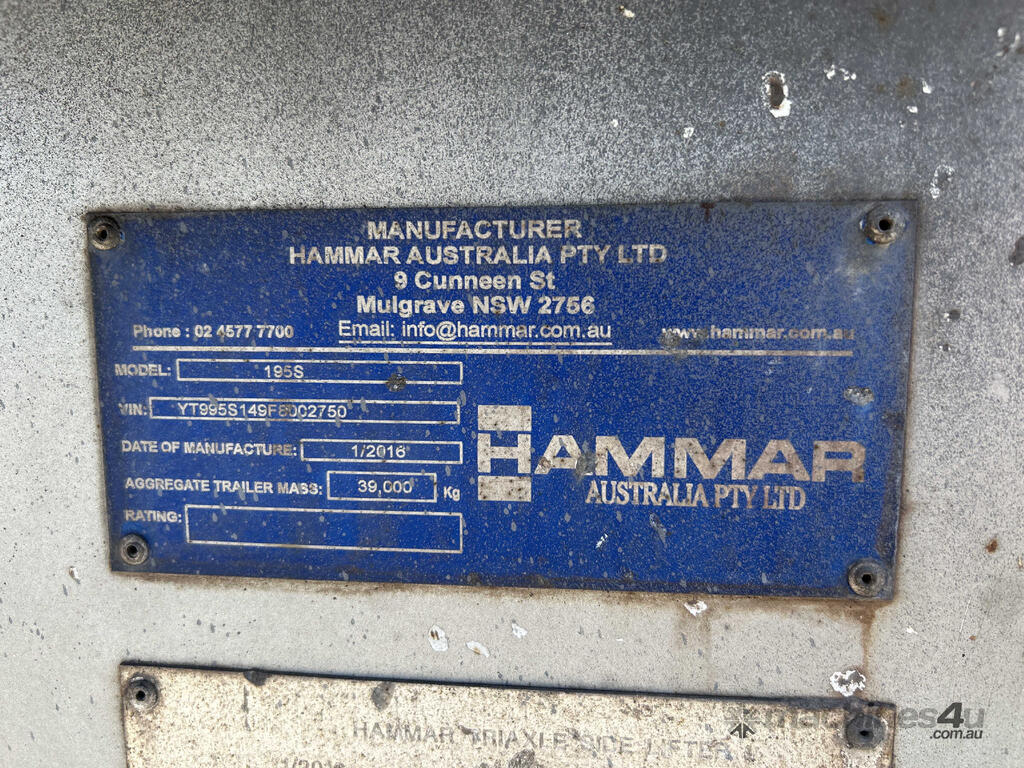 MANUFACTURER
HAMMAR AUSTRALIA PTY LTD
9 Cunneen St
Mulgrave NSW 2756
Phone : 02 4577 7700 Email: info@hammar.com.au www.hammar.com.au
MODEL: 195S
VIN: YT995S149F8002750
DATE OF MANUFACTURE: 1/2016
AGGREGATE TRAILER MASS: 39,000 Kg
RATING:
HAMMAR
AUSTRALIA PTY LTD
HAMMAR TRIAXLE SIDE LIFTER
machines4u
.com.au